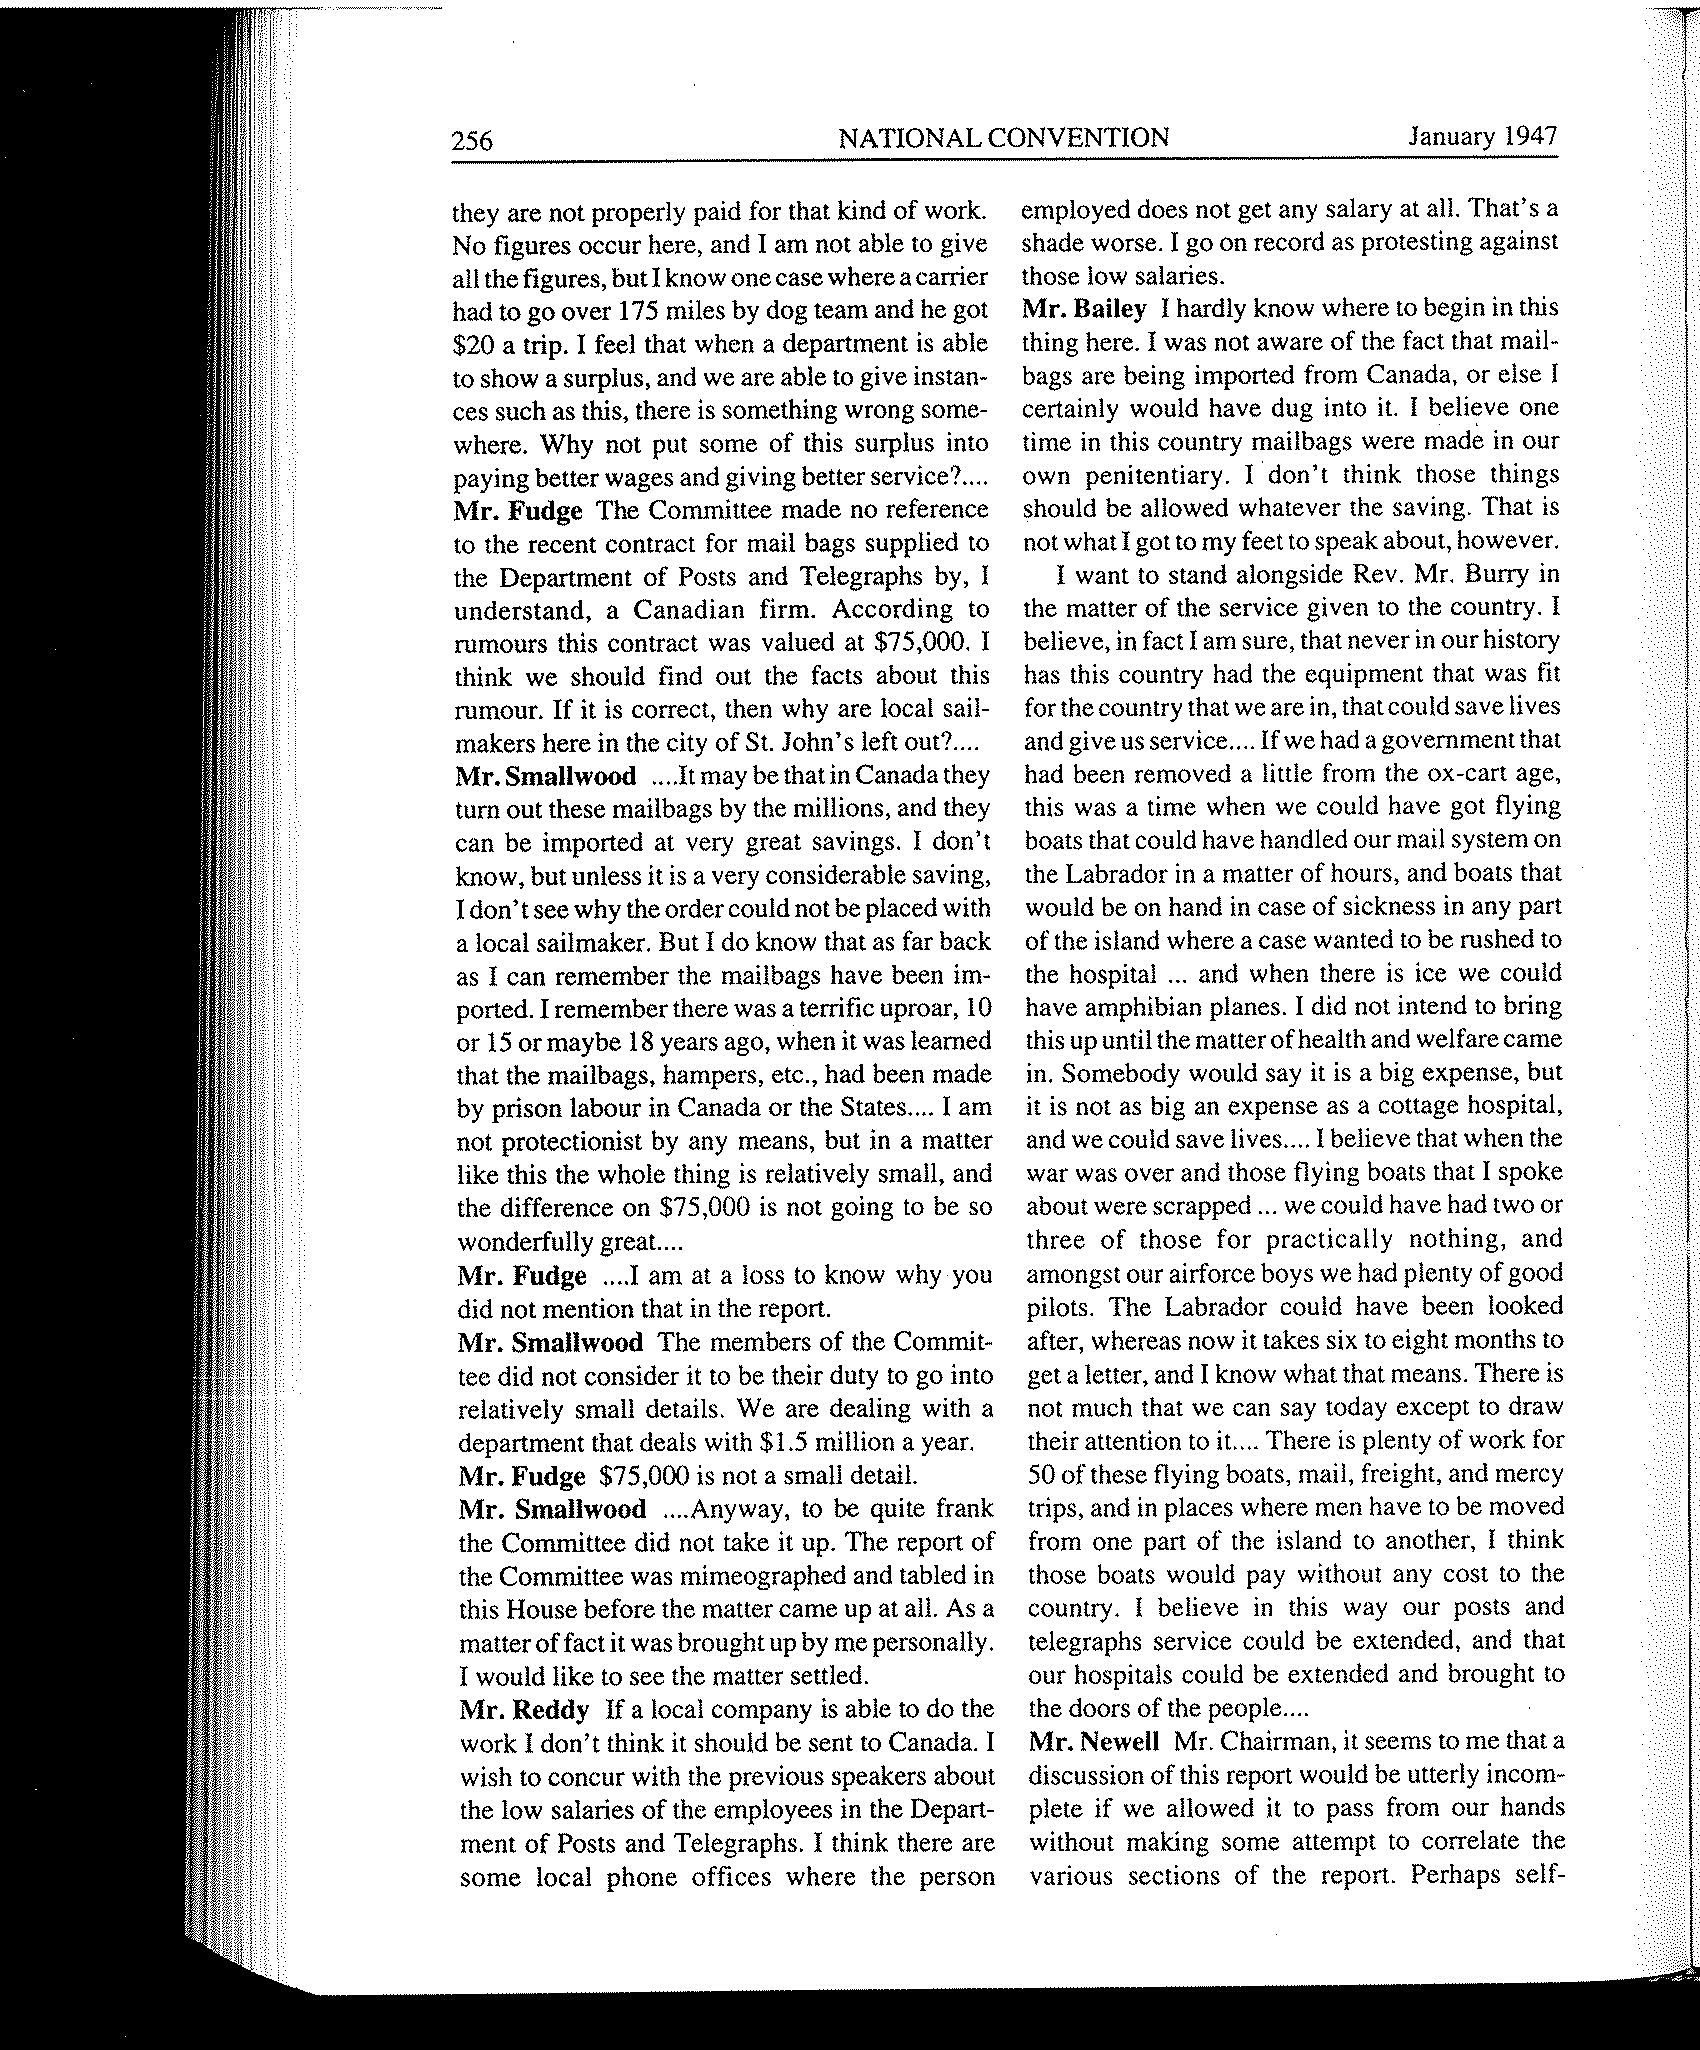 256
NATIONAL CONVENTION
January 1947
they are not properly paid for that kind of work.
No figures occur here, and I am not able to give
all the figures, but I know one case where a carrier
had to go over 175 miles by dog team and he got
$20 a trip. I feel that when a department is able
to show a surplus, and we are able to give instan-
ces such as this, there is something wrong some-
where. Why not put some of this surplus into
paying better wages and giving better service?....
Mr. Fudge The Committee made no reference
to the recent contract for mail bags supplied to
the Department of Posts and Telegraphs by, I
understand, a Canadian firm. According to
rumours this contract was valued at $75,000. I
think we should find out the facts about this
rumour. If it is correct, then why are local sail-
makers here in the city of St. John's left out?....
Mr. Smallwood ....It may be that in Canada they
turn out these mailbags by the millions, and they
can be imported at very great savings. I don't
know, but unless it is a very considerable saving,
I don't see why the order could not be placed with
a local sailmaker. But I do know that as far back
as I can remember the mailbags have been im-
ported. I remember there was a terrific uproar, 10
or 15 or maybe 18 years ago, when it was learned
that the mailbags, hampers, etc., had been made
by prison labour in Canada or the States.... I am
not protectionist by any means, but in a matter
like this the whole thing is relatively small, and
the difference on $75,000 is not going to be so
wonderfully great....
Mr. Fudge ....I am at a loss to know why you
did not mention that in the report.
Mr. Smallwood The members of the Commit-
tee did not consider it to be their duty to go into
relatively small details. We are dealing with a
department that deals with $1.5 million a year.
Mr. Fudge $75,000 is not a small detail.
Mr. Smallwood ....Anyway, to be quite frank
the Committee did not take it up. The report of
the Committee was mimeographed and tabled in
this House before the matter came up at all. As a
matter of fact it was brought up by me personally.
I would like to see the matter settled.
Mr. Reddy If a local company is able to do the
work I don't think it should be sent to Canada. I
wish to concur with the previous speakers about
the low salaries of the employees in the Depart-
ment of Posts and Telegraphs. I think there are
some local phone offices where the person
employed does not get any salary at all. That's a
shade worse. I go on record as protesting against
those low salaries.
Mr. Bailey I hardly know where to begin in this
thing here. I was not aware of the fact that mail-
bags are being imported from Canada, or else I
certainly would have dug into it. I believe one
time in this country mailbags were made in our
own penitentiary. I don't think those things
should be allowed whatever the saving. That is
not what I got to my feet to speak about, however.
I want to stand alongside Rev. Mr. Burry in
the matter of the service given to the country. I
believe, in fact I am sure, that never in our history
has this country had the equipment that was fit
for the country that we are in, that could save lives
and give us service.... If we had a government that
had been removed a little from the ox-cart age,
this was a time when we could have got flying
boats that could have handled our mail system on
the Labrador in a matter of hours, and boats that
would be on hand in case of sickness in any part
of the island where a case wanted to be rushed to
the hospital ... and when there is ice we could
have amphibian planes. I did not intend to bring
this up until the matter of health and welfare came
in. Somebody would say it is a big expense, but
it is not as big an expense as a cottage hospital,
and we could save lives.... I believe that when the
war was over and those flying boats that I spoke
about were scrapped ... we could have had two or
three of those for practically nothing, and
amongst our airforce boys we had plenty of good
pilots. The Labrador could have been looked
after, whereas now it takes six to eight months to
get a letter, and I know what that means. There is
not much that we can say today except to draw
their attention to it.... There is plenty of work for
50 of these flying boats, mail, freight, and mercy
trips, and in places where men have to be moved
from one part of the island to another, I think
those boats would pay without any cost to the
country. I believe in this way our posts and
telegraphs service could be extended, and that
our hospitals could be extended and brought to
the doors of the people....
Mr. Newell Mr. Chairman, it seems to me that a
discussion of this report would be utterly incom-
plete if we allowed it to pass from our hands
without making some attempt to correlate the
various sections of the report. Perhaps self-